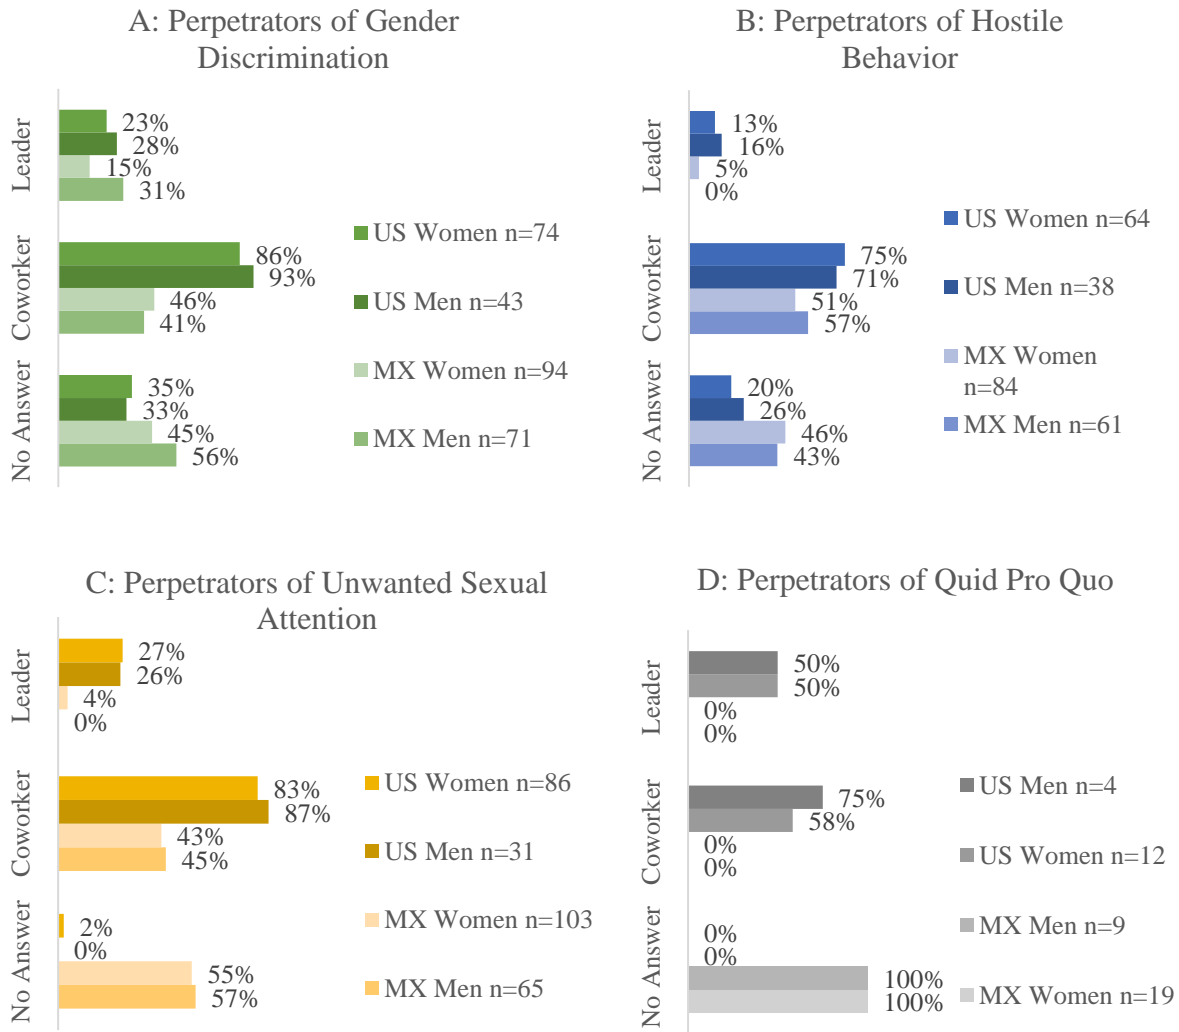 A: Perpetrators of Gender
Discrimination
Leader
23%
28%
15%
31%
Coworker
86%
93%
46%
41%
No Answer
35%
33%
45%
56%
US Women n=74
US Men n=43
MX Women n=94
MX Men n=71
B: Perpetrators of Hostile
Behavior
Leader
13%
16%
5%
0%
Coworker
75%
71%
51%
57%
No Answer
20%
26%
46%
43%
US Women n=64
US Men n=38
MX Women
n=84
MX Men n=61
C: Perpetrators of Unwanted Sexual
Attention
Leader
27%
26%
4%
0%
Coworker
83%
87%
43%
45%
No Answer
2%
0%
55%
57%
US Women n=86
US Men n=31
MX Women n=103
MX Men n=65
D: Perpetrators of Quid Pro Quo
Leader
50%
50%
0%
0%
Coworker
75%
58%
0%
0%
No Answer
0%
0%
100%
100%
US Men n=4
US Women n=12
MX Men n=9
MX Women n=19